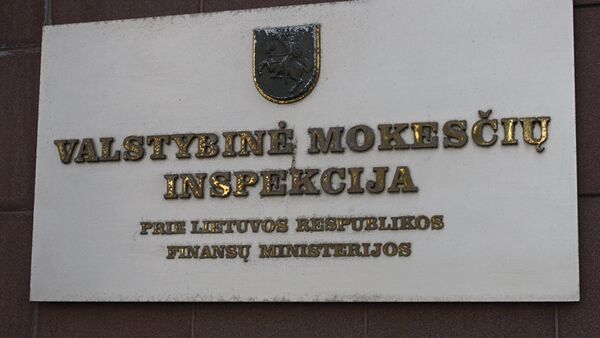 VALSTYBINĖ MOKESČIŲ
INSPEKCIJA
PRIE LIETUVOS RESPUBLIKOS
FINANSŲ MINISTERIJOS